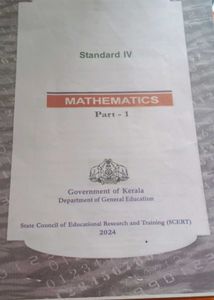 Standard IV
MATHEMATICS
Part - 1
Government of Kerala
Department of General Education
State Council of Educational Research and Training (SCERT)
2024